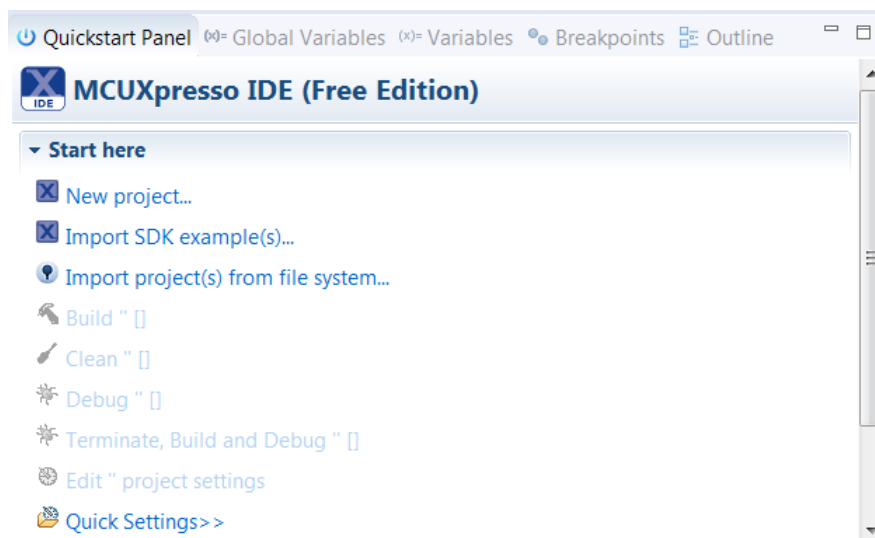 Quickstart Panel (x)= Global Variables (x)= Variables Breakpoints Outline
IDE MCUXpresso IDE (Free Edition)
Start here
New project...
Import SDK example(s)...
Import project(s) from file system...
Build '' []
Clean '' []
Debug '' []
Terminate, Build and Debug '' []
Edit '' project settings
Quick Settings>>